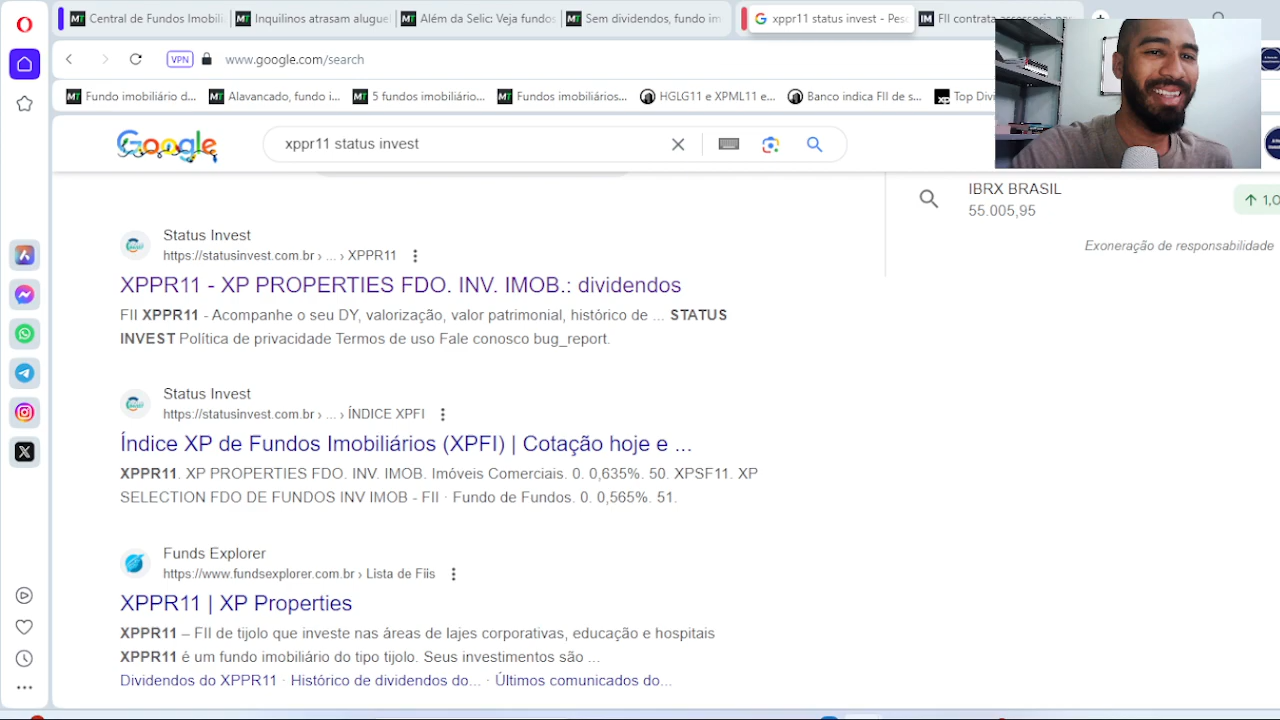 Central de Fundos Imobili
Inquilinos atrasam alugue
Além da Selic: Veja fundos
Sem dividendos, fundo im
xppr11 status invest - Pes
FII contrata assessoria
VPN
www.google.com/search
Fundo imobiliário d...
Alavancado, fundo i...
5 fundos imobiliários...
Fundos imobiliários...
HGLG11 e XPML11 e...
Banco indica FII de s...
Top Div
Google
xppr11 status invest
IBRX BRASIL
55.005,95
1,0
Exoneração de responsabilidade
Status Invest
https://statusinvest.com.br › ... › XPPR11
XPPR11 - XP PROPERTIES FDO. INV. IMOB.: dividendos
FII XPPR11 - Acompanhe o seu DY, valorização, valor patrimonial, histórico de ... STATUS
INVEST Política de privacidade Termos de uso Fale conosco bug_report.
Status Invest
https://statusinvest.com.br › ... › ÍNDICE XPFI
Índice XP de Fundos Imobiliários (XPFI) | Cotação hoje e ...
XPPR11. XP PROPERTIES FDO. INV. IMOB. Imóveis Comerciais. 0. 0,635%. 50. XPSF11. XP
SELECTION FDO DE FUNDOS INV IMOB - FII · Fundo de Fundos. 0. 0,565%. 51.
Funds Explorer
https://www.fundsexplorer.com.br › Lista de Fiis
XPPR11 | XP Properties
XPPR11 – FII de tijolo que investe nas áreas de lajes corporativas, educação e hospitais
XPPR11 é um fundo imobiliário do tipo tijolo. Seus investimentos são ...
Dividendos do XPPR11 · Histórico de dividendos do... · Últimos comunicados do...